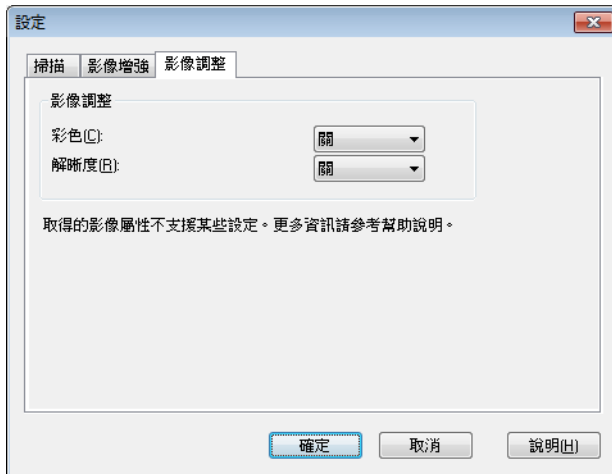 設定
掃描 影像增強 影像調整
影像調整
彩色(C): 關
解晰度(R): 關
取得的影像屬性不支援某些設定。更多資訊請參考幫助說明。
確定 取消 說明(H)